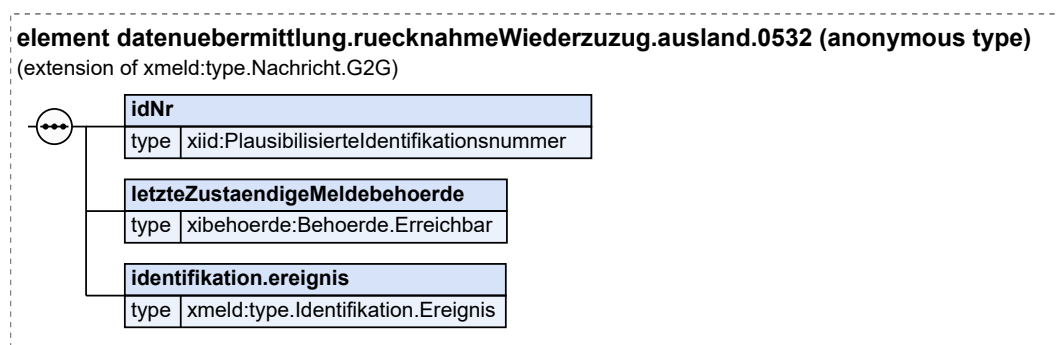 element datenuebermittlung.ruecknahmeWiederzuzug.ausland.0532 (anonymous type)
(extension of xmeld:type.Nachricht.G2G)
idNr
type xiid:PlausibilisierteIdentifikationsnummer
letzteZustaendigeMeldebehoerde
type xibehoerde:Behoerde.Erreichbar
identifikation.ereignis
type xmeld:type.Identifikation.Ereignis